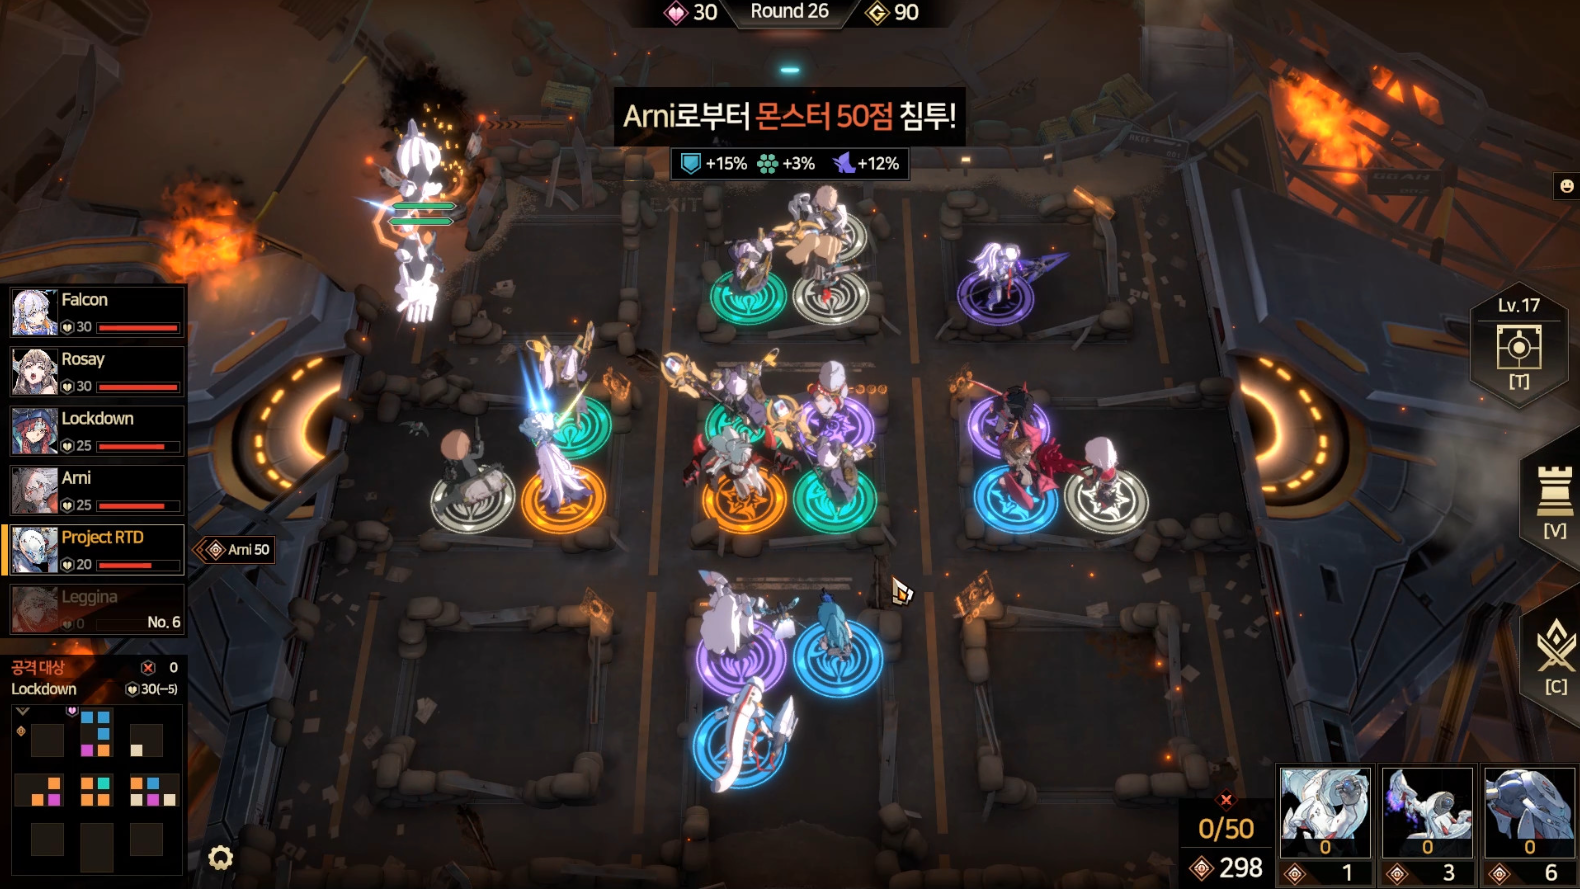 30
Round 26
90
Arni로부터 몬스터 50점 침투!
+15% +3% +12%
EXIT
Falcon
30
Rosay
30
Lockdown
25
Arni
25
Project RTD
20
Arni 50
Leggina
0
No. 6
공격 대상
0
Lockdown
30(-5)
Lv.17
[T]
[V]
[C]
0/50
298
0
1
0
3
0
6